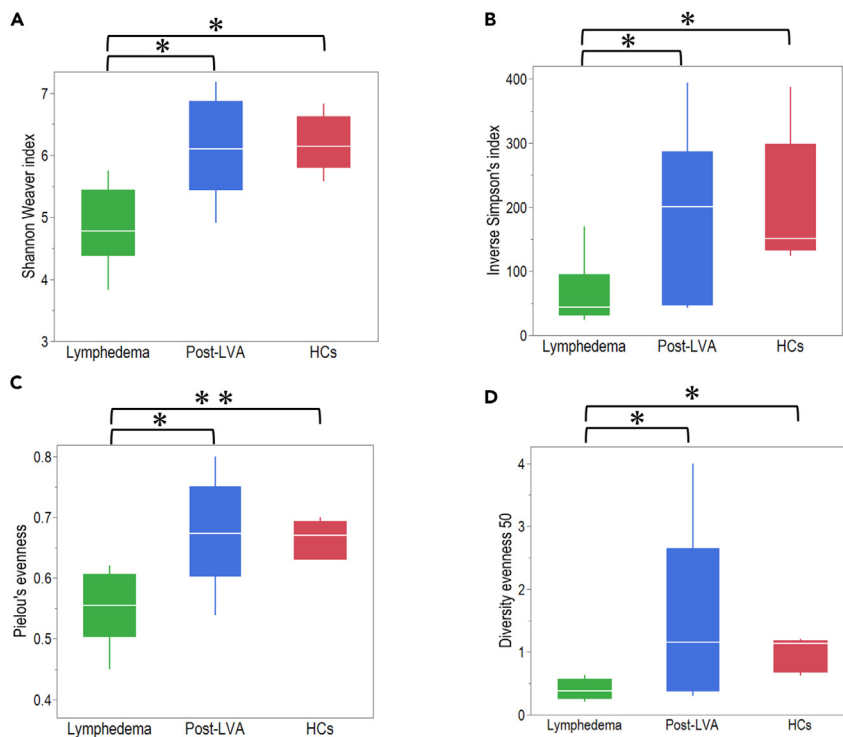 A
*
*
Shannon Weaver index
7
6
5
4
3
Lymphedema Post-LVA HCs
B
*
*
Inverse Simpson's index
400
300
200
100
0
Lymphedema Post-LVA HCs
C
* *
*
Pielou's evenness
0.8
0.7
0.6
0.5
0.4
Lymphedema Post-LVA HCs
D
*
*
Diversity evenness 50
4
3
2
1
0
Lymphedema Post-LVA HCs